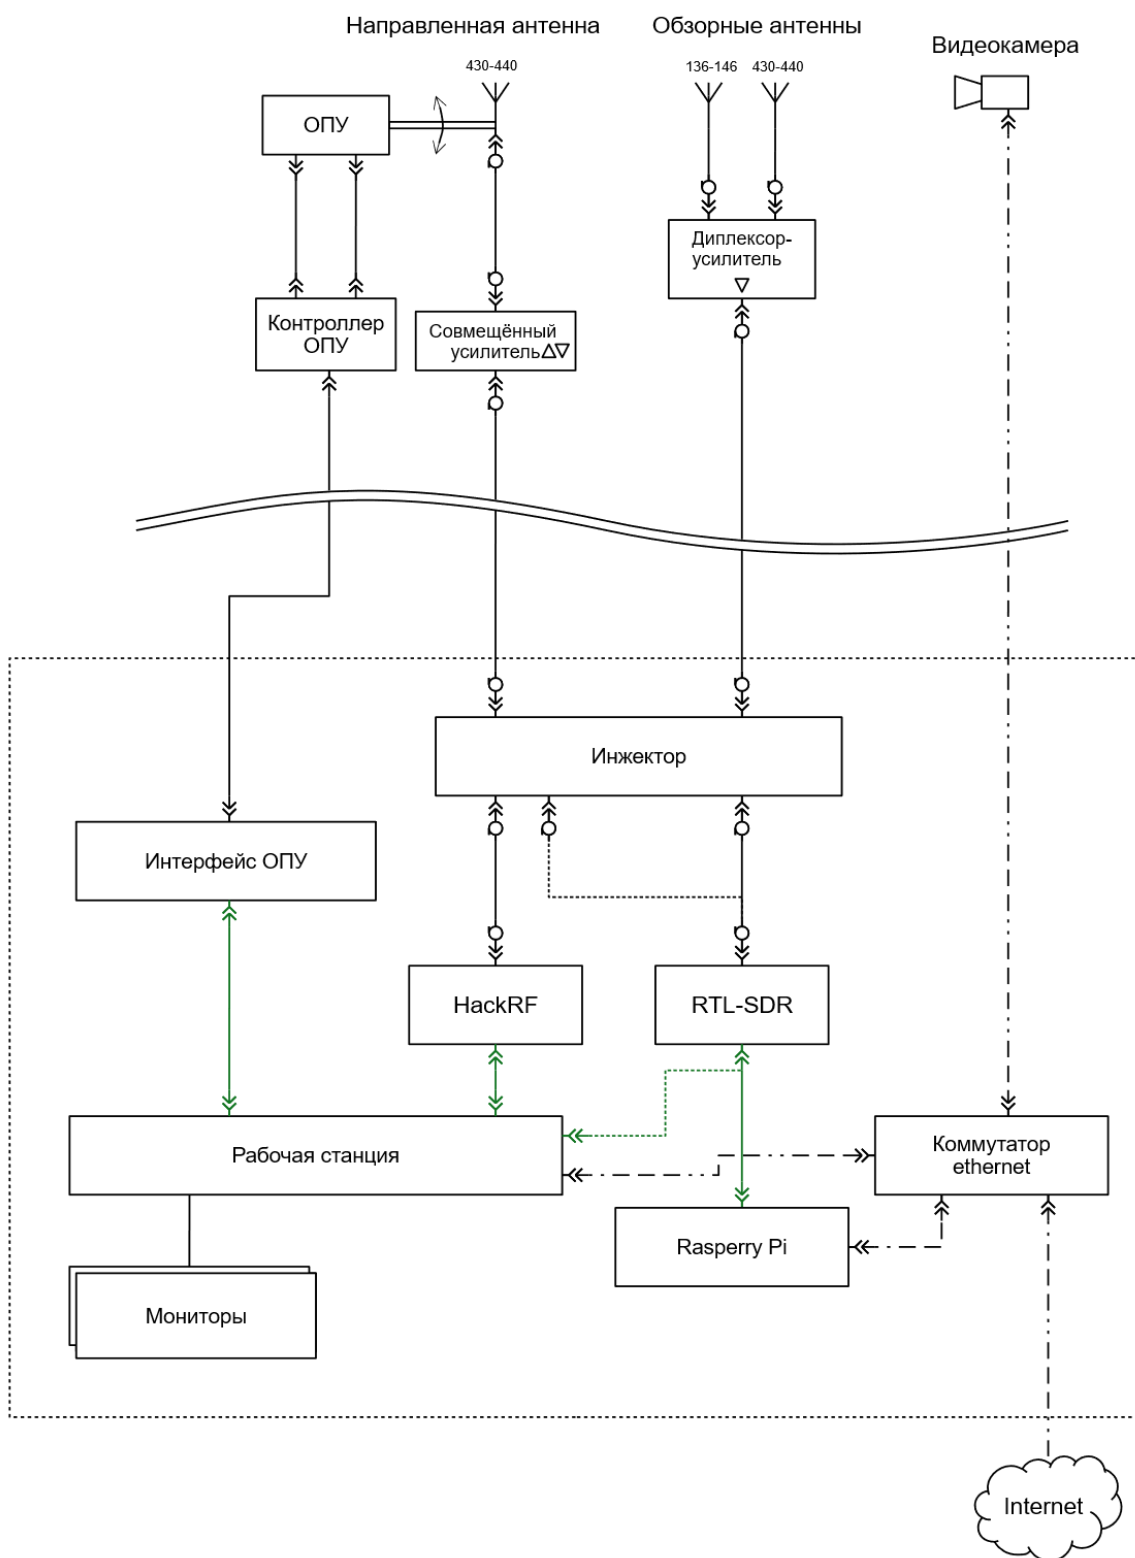 Направленная антенна
Обзорные антенны
Видеокамера
430-440
136-146
430-440
ОПУ
Диплексор-
усилитель
Контроллер
ОПУ
Совмещённый
усилитель
Инжектор
Интерфейс ОПУ
HackRF
RTL-SDR
Рабочая станция
Коммутатор
ethernet
Rasperry Pi
Мониторы
Internet